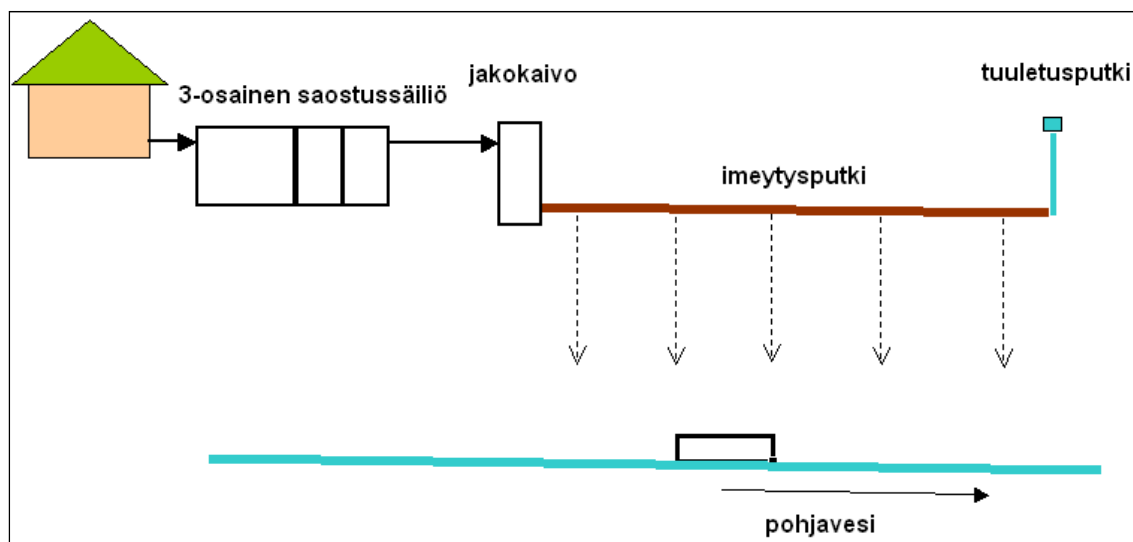 jakokaivo
tuuletusputki
3-osainen saostussäiliö
imeytysputki
pohjavesi